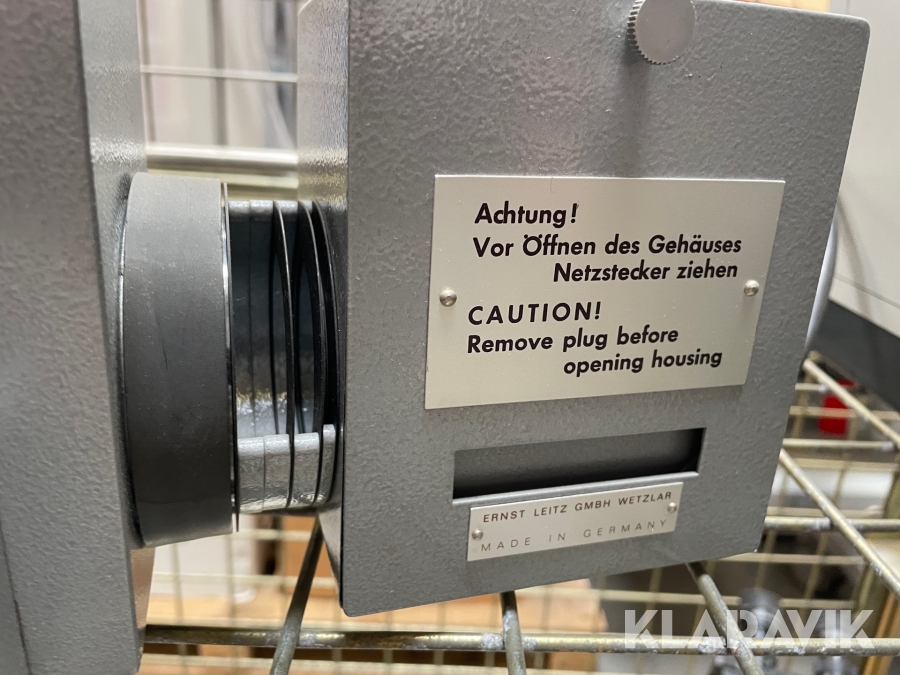 Achtung!
Vor Öffnen des Gehäuses
Netzstecker ziehen
CAUTION!
Remove plug before
opening housing
ERNST LEITZ GMBH WETZLAR
MADE IN GERMANY
KLARAVIK